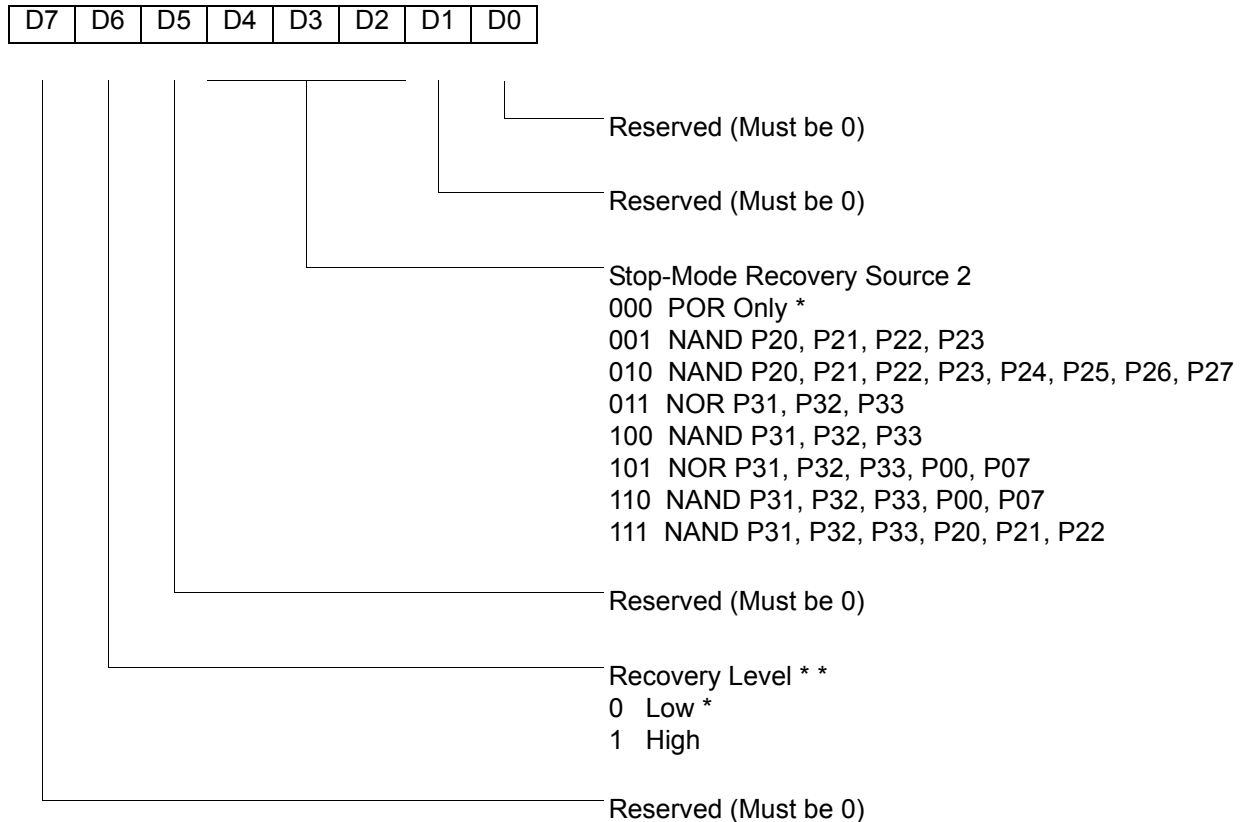 D7 D6 D5 D4 D3 D2 D1 D0
Reserved (Must be 0)
Reserved (Must be 0)
Stop-Mode Recovery Source 2
000 POR Only *
001 NAND P20, P21, P22, P23
010 NAND P20, P21, P22, P23, P24, P25, P26, P27
011 NOR P31, P32, P33
100 NAND P31, P32, P33
101 NOR P31, P32, P33, P00, P07
110 NAND P31, P32, P33, P00, P07
111 NAND P31, P32, P33, P20, P21, P22
Reserved (Must be 0)
Recovery Level * *
0 Low *
1 High
Reserved (Must be 0)